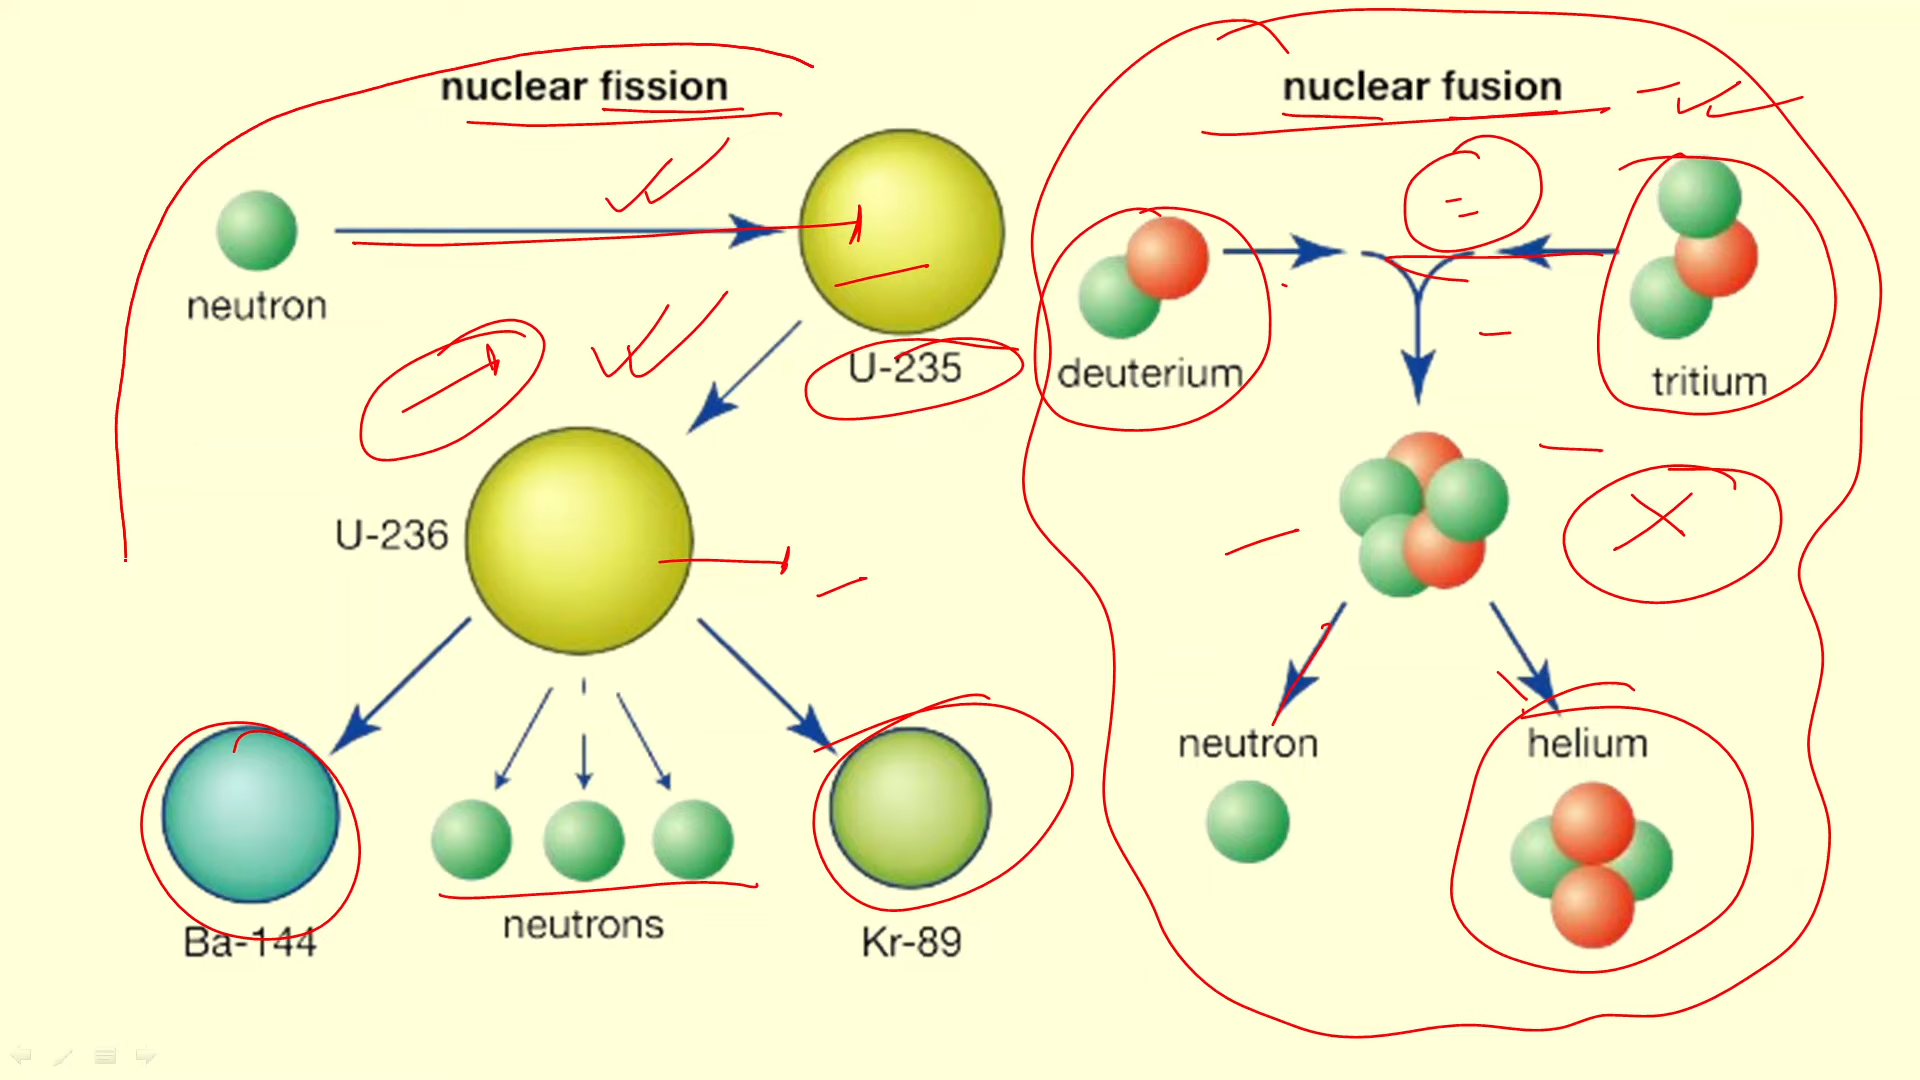 nuclear fission
neutron
U-235
U-236
Ba-144
neutrons
Kr-89
nuclear fusion
deuterium
tritium
neutron
helium